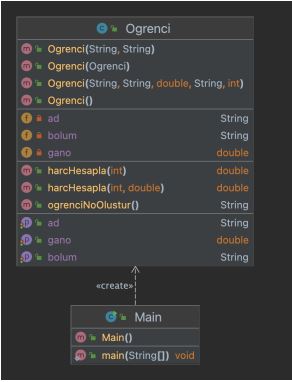 Ogrenci
Ogrenci(String, String)
Ogrenci(Ogrenci)
Ogrenci(String, String, double, String, int)
Ogrenci()
ad String
bolum String
gano double
harcHesapla(int) double
harcHesapla(int, double) double
ogrenciNoOlustur() String
ad String
gano double
bolum String
«create»
Main
Main()
main(String[]) void